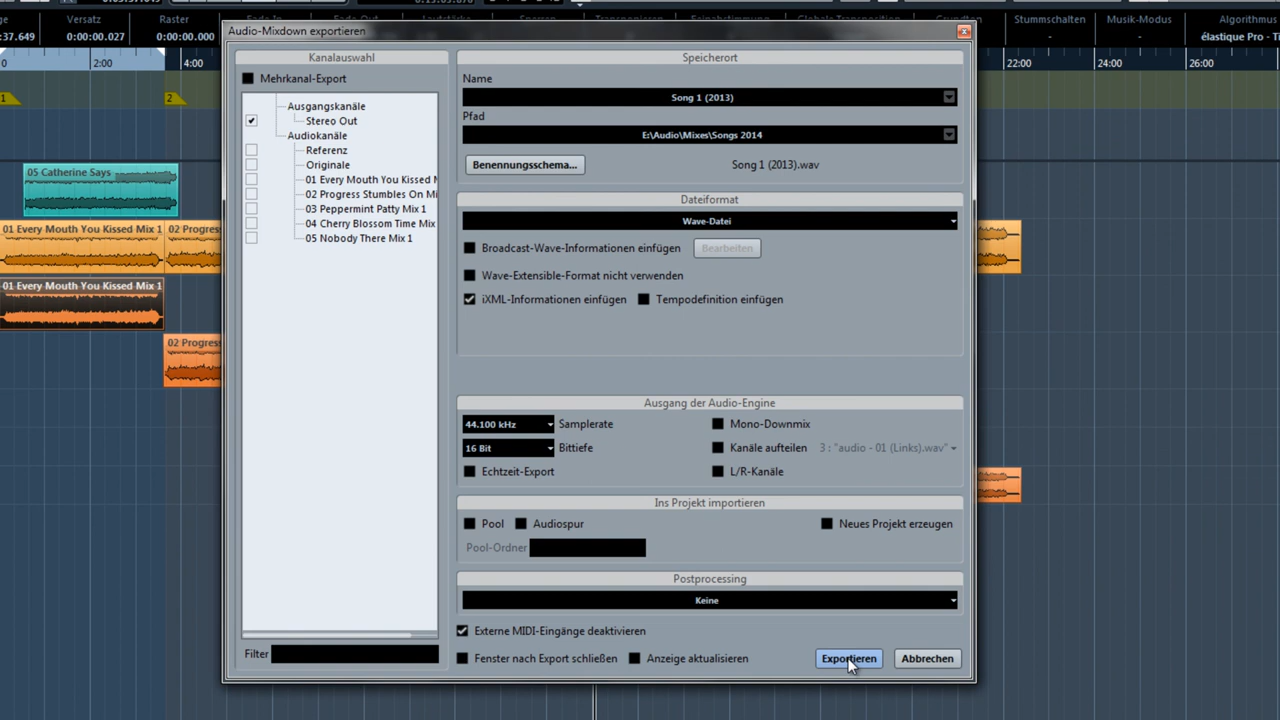 Versatz
Raster
Stummschalten
Musik-Modus
Algorithmus
:37.649
0:00:00.027
0:00:00.000
-
-
élastique Pro - Ti
0
2:00
4:00
22:00
24:00
26:00
1
2
05 Catherine Says
01 Every Mouth You Kissed Mix 1
02 Progres
01 Every Mouth You Kissed Mix 1
02 Progres
Audio-Mixdown exportieren
Kanalauswahl
Mehrkanal-Export
Ausgangskanäle
Stereo Out
Audiokanäle
Referenz
Originale
01 Every Mouth You Kissed M
02 Progress Stumbles On Mi
03 Peppermint Patty Mix 1
04 Cherry Blossom Time Mix
05 Nobody There Mix 1
Filter
Speicherort
Name
Song 1 (2013)
Pfad
E:\Audio\Mixes\Songs 2014
Benennungsschema...
Song 1 (2013).wav
Dateiformat
Wave-Datei
Broadcast-Wave-Informationen einfügen
Bearbeiten
Wave-Extensible-Format nicht verwenden
iXML-Informationen einfügen
Tempodefinition einfügen
Ausgang der Audio-Engine
44.100 kHz
Samplerate
Mono-Downmix
16 Bit
Bittiefe
Kanäle aufteilen
3 : "audio - 01 (Links).wav"
Echtzeit-Export
L/R-Kanäle
Ins Projekt importieren
Pool
Audiospur
Neues Projekt erzeugen
Pool-Ordner
Postprocessing
Keine
Externe MIDI-Eingänge deaktivieren
Fenster nach Export schließen
Anzeige aktualisieren
Exportieren
Abbrechen